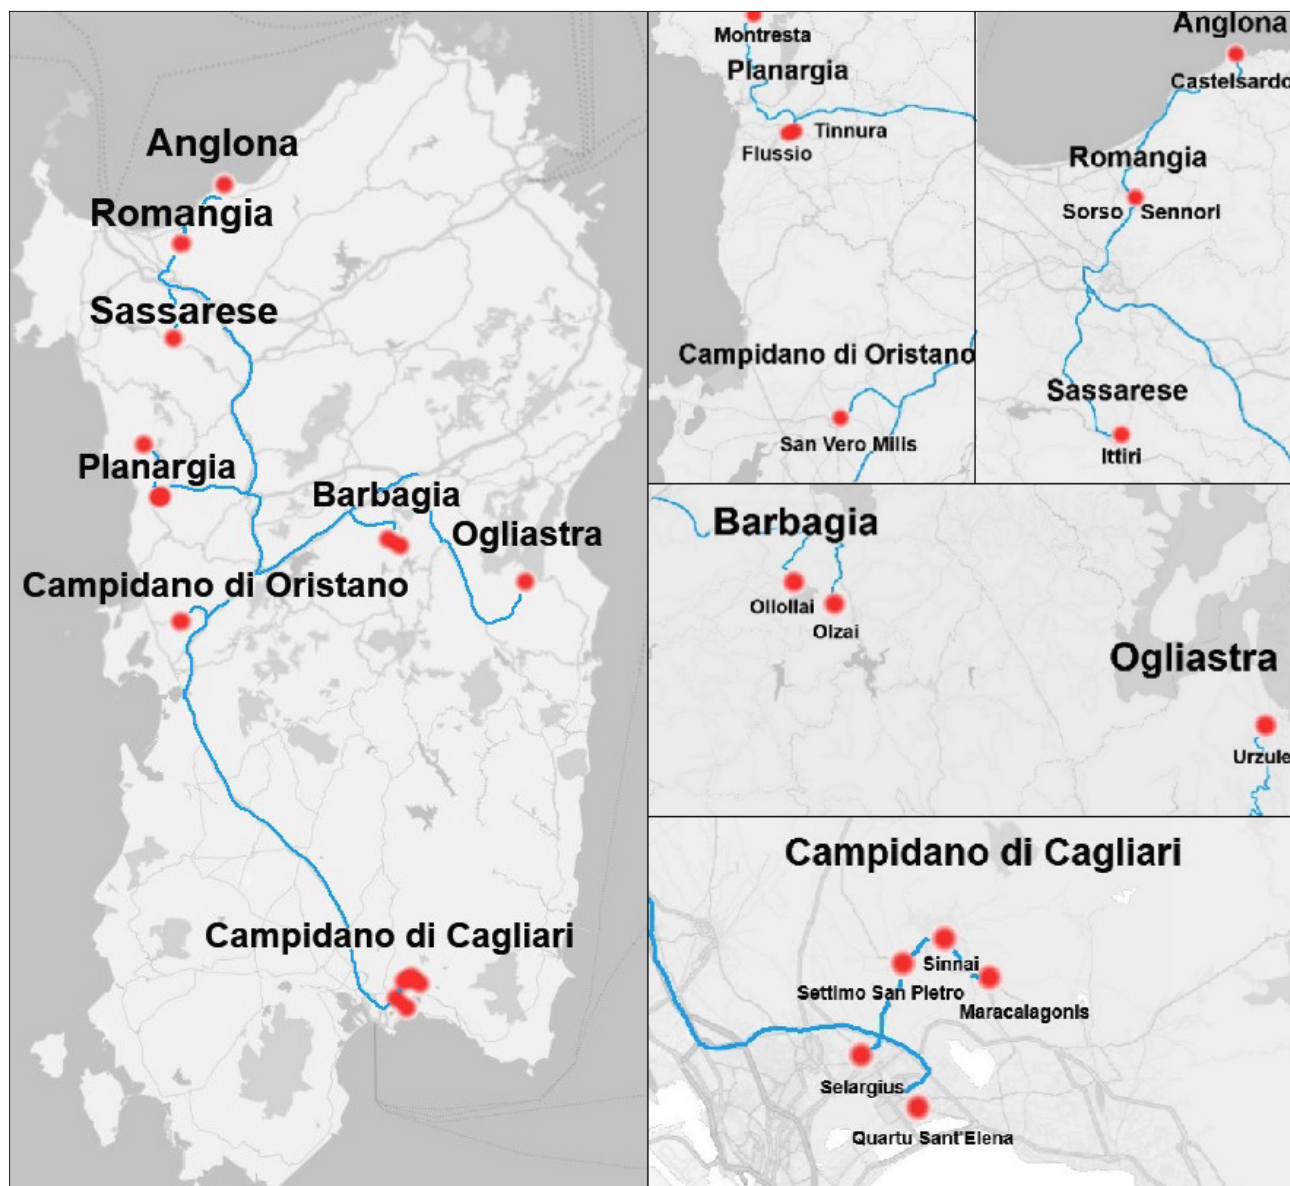 Anglona
Romangia
Sassarese
Planargia
Barbagia
Ogliastra
Campidano di Oristano
Campidano di Cagliari
Montresta
Planargia
Tinnura
Flussio
Campidano di Oristano
San Vero Milis
Anglona
Castelsardo
Romangia
Sorso Sennori
Sassarese
Ittiri
Barbagia
Ollollai
Olzai
Ogliastra
Urzule
Campidano di Cagliari
Sinnai
Settimo San Pietro
Maracalagonis
Selargius
Quartu Sant'Elena